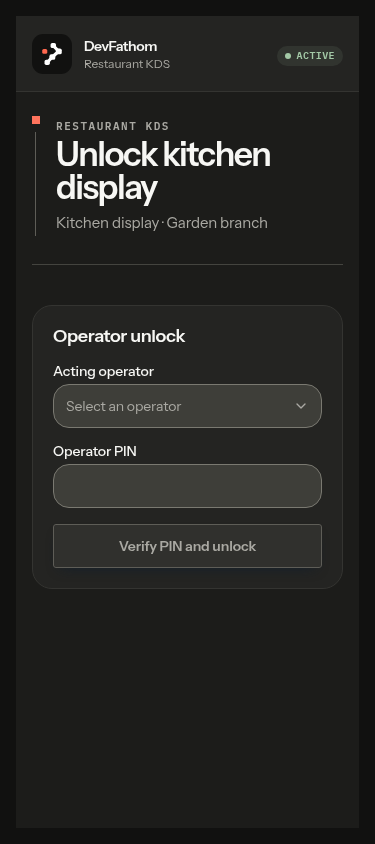 DevFathom
Restaurant KDS
ACTIVE
RESTAURANT KDS
Unlock kitchen
display
Kitchen display · Garden branch
Operator unlock
Acting operator
Select an operator
Operator PIN
Verify PIN and unlock